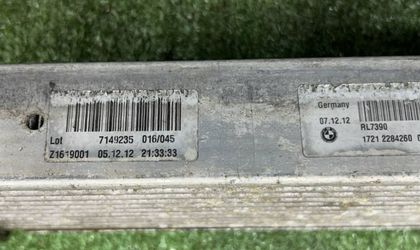 Lot 7149235 016/045
Z1619001 05.12.12 21:33:33
Germany
07.12.12 RL7390
1721 2284260